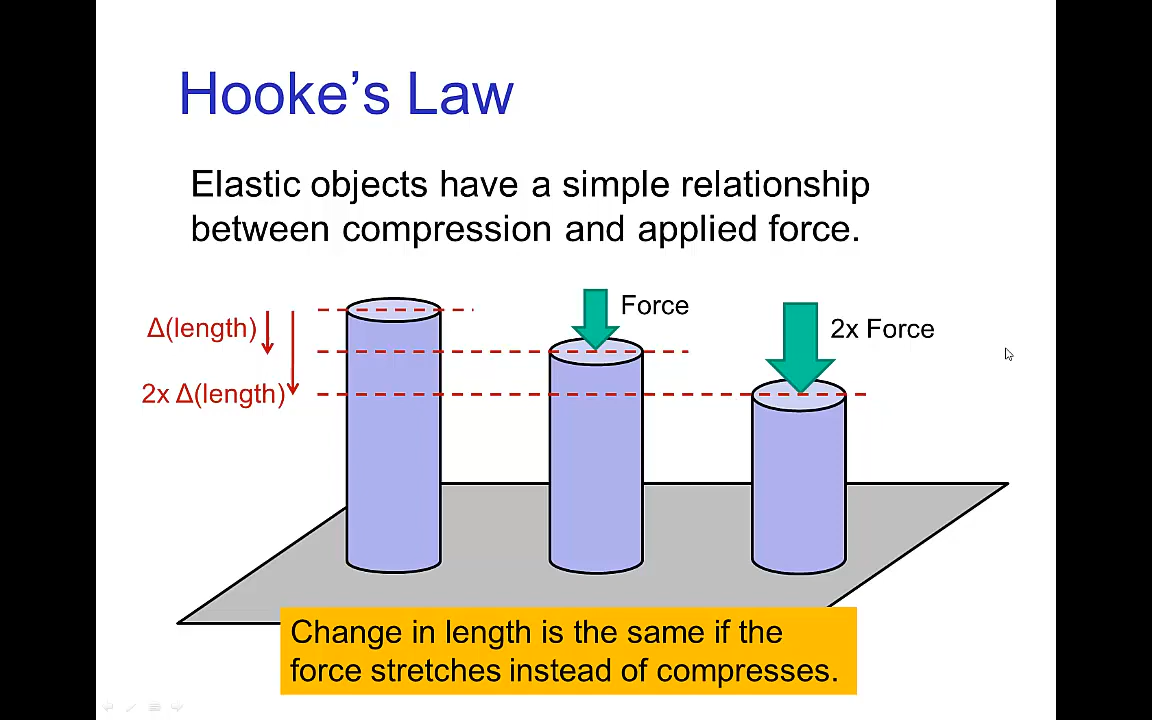 Hooke’s Law
Elastic objects have a simple relationship
between compression and applied force.
Force
Δ(length)
2x Force
2x Δ(length)
Change in length is the same if the
force stretches instead of compresses.